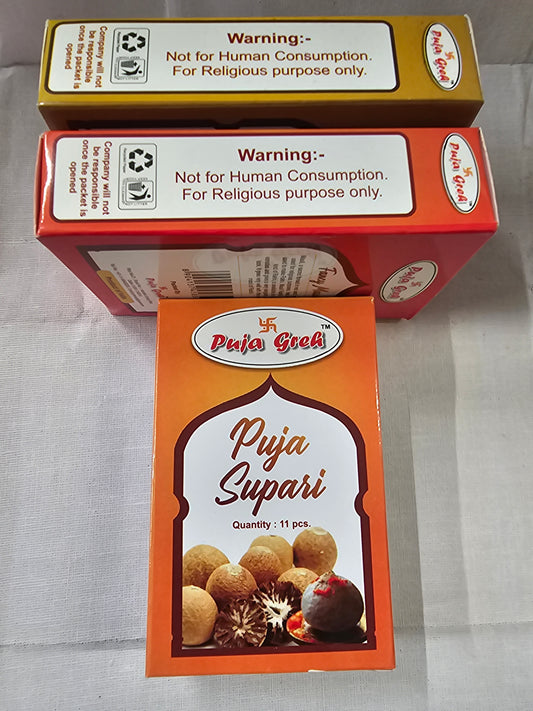 Company will not
be responsible
once the packet is
opened
Warning:-
Not for Human Consumption.
For Religious purpose only.
Puja Greh
Company will not
be responsible
once the packet is
opened
Warning:-
Not for Human Consumption.
For Religious purpose only.
Puja Greh
Puja Greh
Puja Greh
Puja Greh™
Puja
Supari
Quantity : 11 pcs.